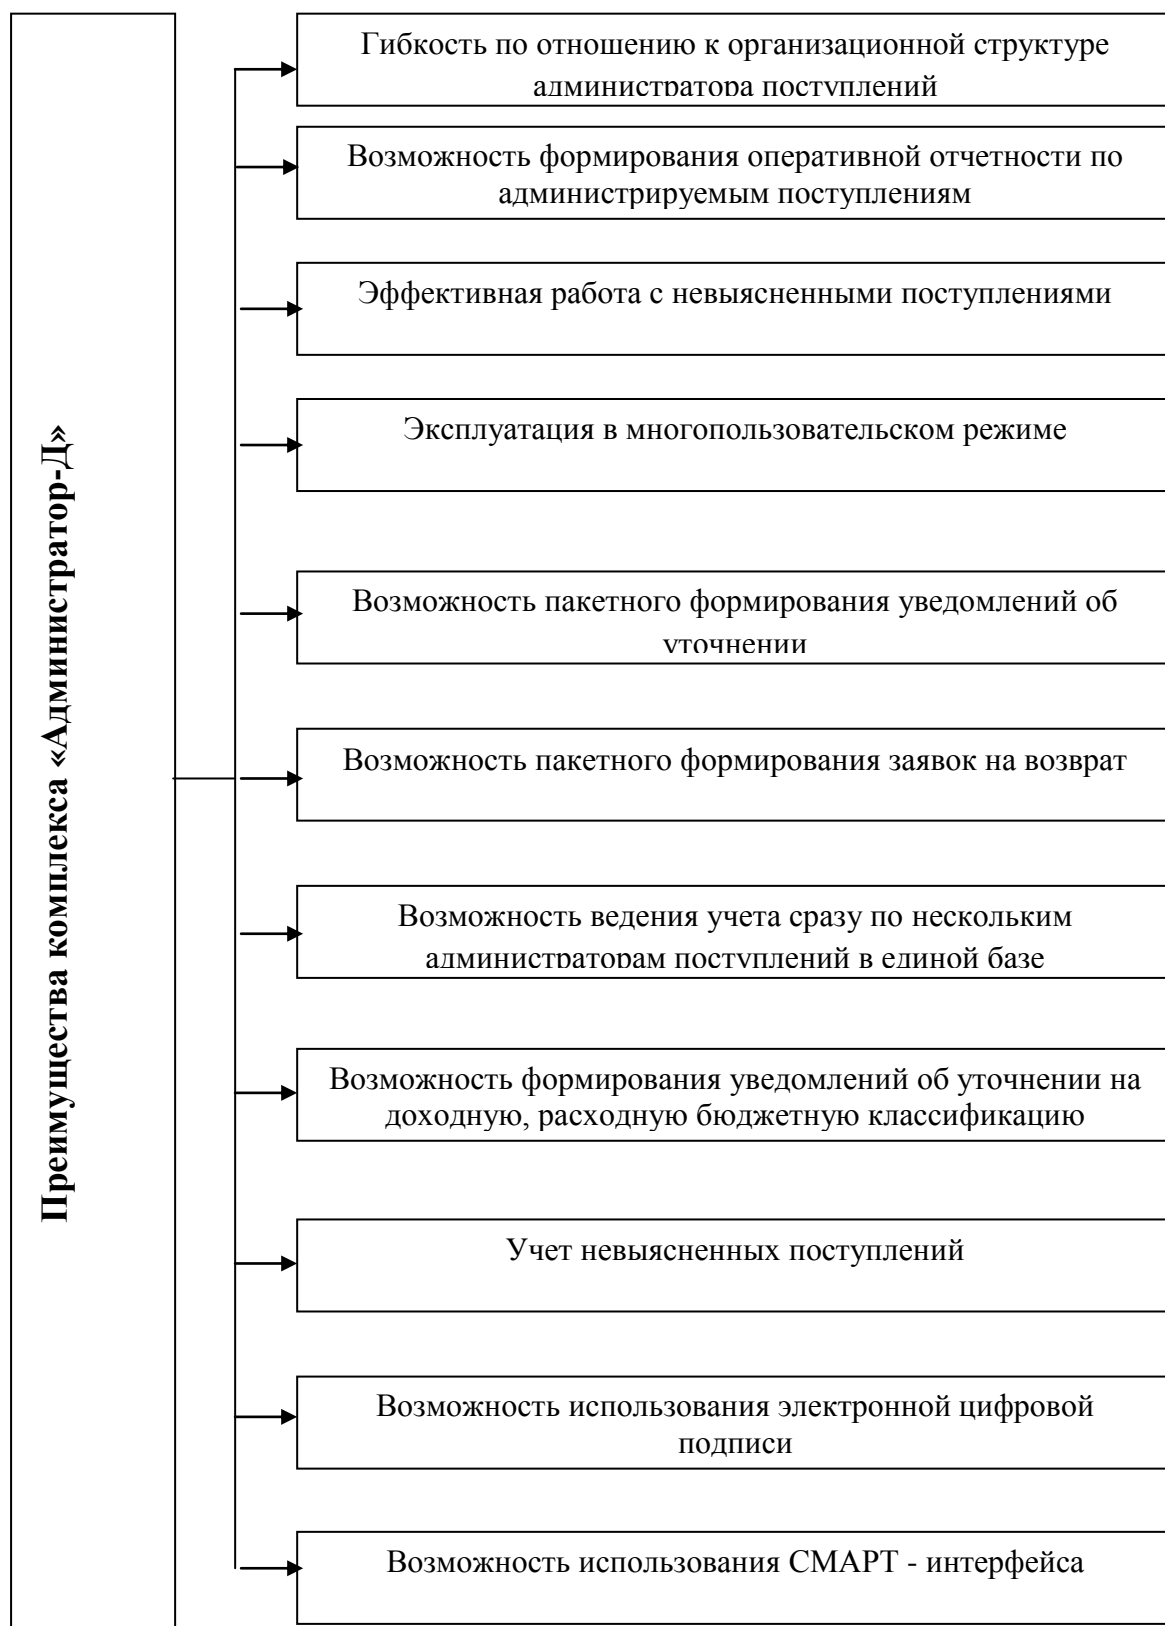 Преимущества комплекса «Администратор-Д»
Гибкость по отношению к организационной структуре
администратора поступлений
Возможность формирования оперативной отчетности по
администрируемым поступлениям
Эффективная работа с невыясненными поступлениями
Эксплуатация в многопользовательском режиме
Возможность пакетного формирования уведомлений об
уточнении
Возможность пакетного формирования заявок на возврат
Возможность ведения учета сразу по нескольким
администраторам поступлений в единой базе
Возможность формирования уведомлений об уточнении на
доходную, расходную бюджетную классификацию
Учет невыясненных поступлений
Возможность использования электронной цифровой
подписи
Возможность использования СМАРТ - интерфейса